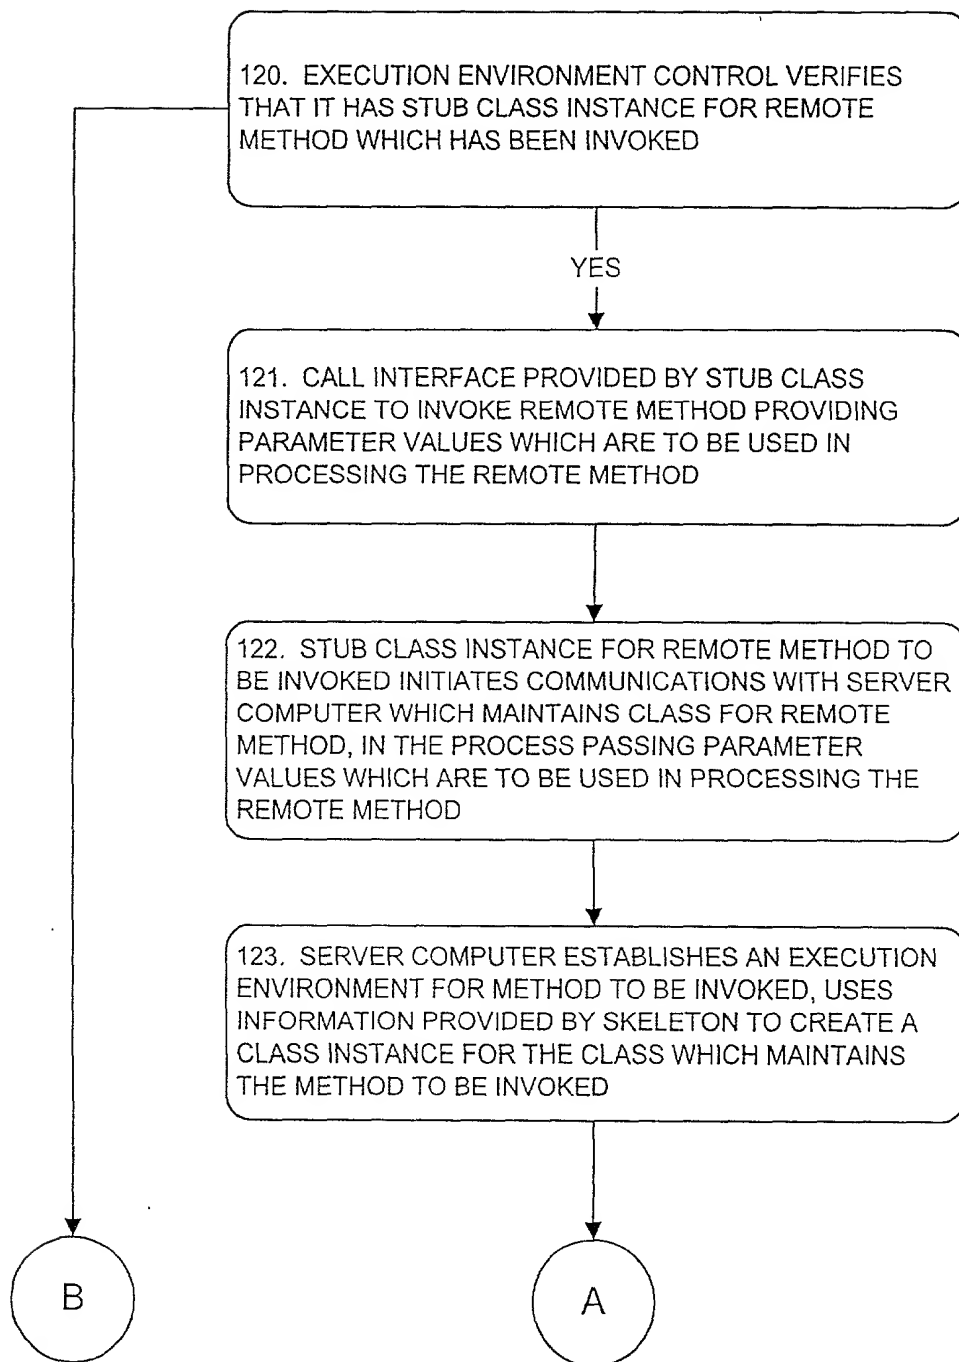 120. EXECUTION ENVIRONMENT CONTROL VERIFIES
THAT IT HAS STUB CLASS INSTANCE FOR REMOTE
METHOD WHICH HAS BEEN INVOKED
YES
121. CALL INTERFACE PROVIDED BY STUB CLASS
INSTANCE TO INVOKE REMOTE METHOD PROVIDING
PARAMETER VALUES WHICH ARE TO BE USED IN
PROCESSING THE REMOTE METHOD
122. STUB CLASS INSTANCE FOR REMOTE METHOD TO
BE INVOKED INITIATES COMMUNICATIONS WITH SERVER
COMPUTER WHICH MAINTAINS CLASS FOR REMOTE
METHOD, IN THE PROCESS PASSING PARAMETER
VALUES WHICH ARE TO BE USED IN PROCESSING THE
REMOTE METHOD
123. SERVER COMPUTER ESTABLISHES AN EXECUTION
ENVIRONMENT FOR METHOD TO BE INVOKED, USES
INFORMATION PROVIDED BY SKELETON TO CREATE A
CLASS INSTANCE FOR THE CLASS WHICH MAINTAINS
THE METHOD TO BE INVOKED
B
A